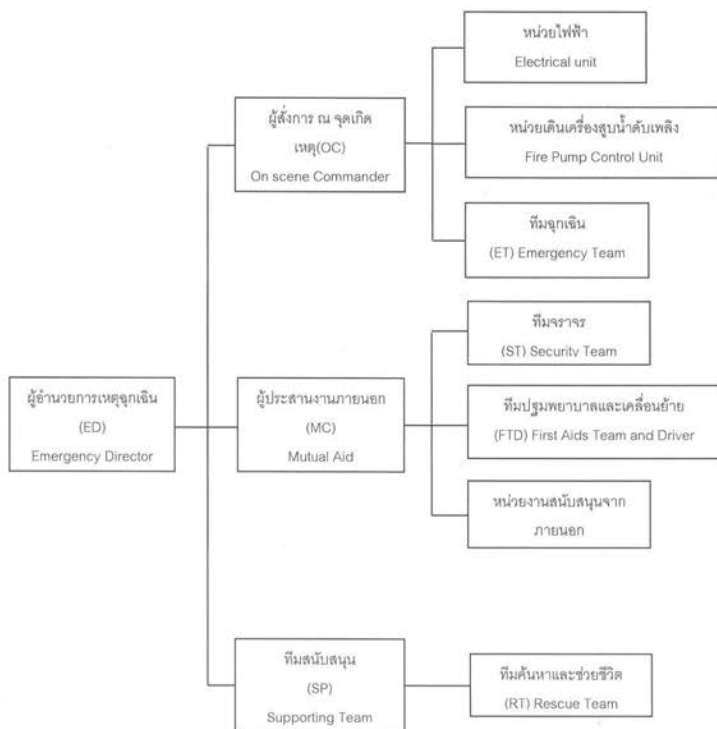 หน่วยไฟฟ้า
Electrical unit
ผู้สั่งการ ณ จุดเกิด
เหตุ(OC)
On scene Commander
หน่วยเดินเครื่องสูบน้ำดับเพลิง
Fire Pump Control Unit
ทีมฉุกเฉิน
(ET) Emergency Team
ทีมจราจร
(ST) Security Team
ผู้อำนวยการเหตุฉุกเฉิน
(ED)
Emergency Director
ผู้ประสานงานภายนอก
(MC)
Mutual Aid
ทีมปฐมพยาบาลและเคลื่อนย้าย
(FTD) First Aids Team and Driver
หน่วยงานสนับสนุนจาก
ภายนอก
ทีมสนับสนุน
(SP)
Supporting Team
ทีมค้นหาและช่วยชีวิต
(RT) Rescue Team